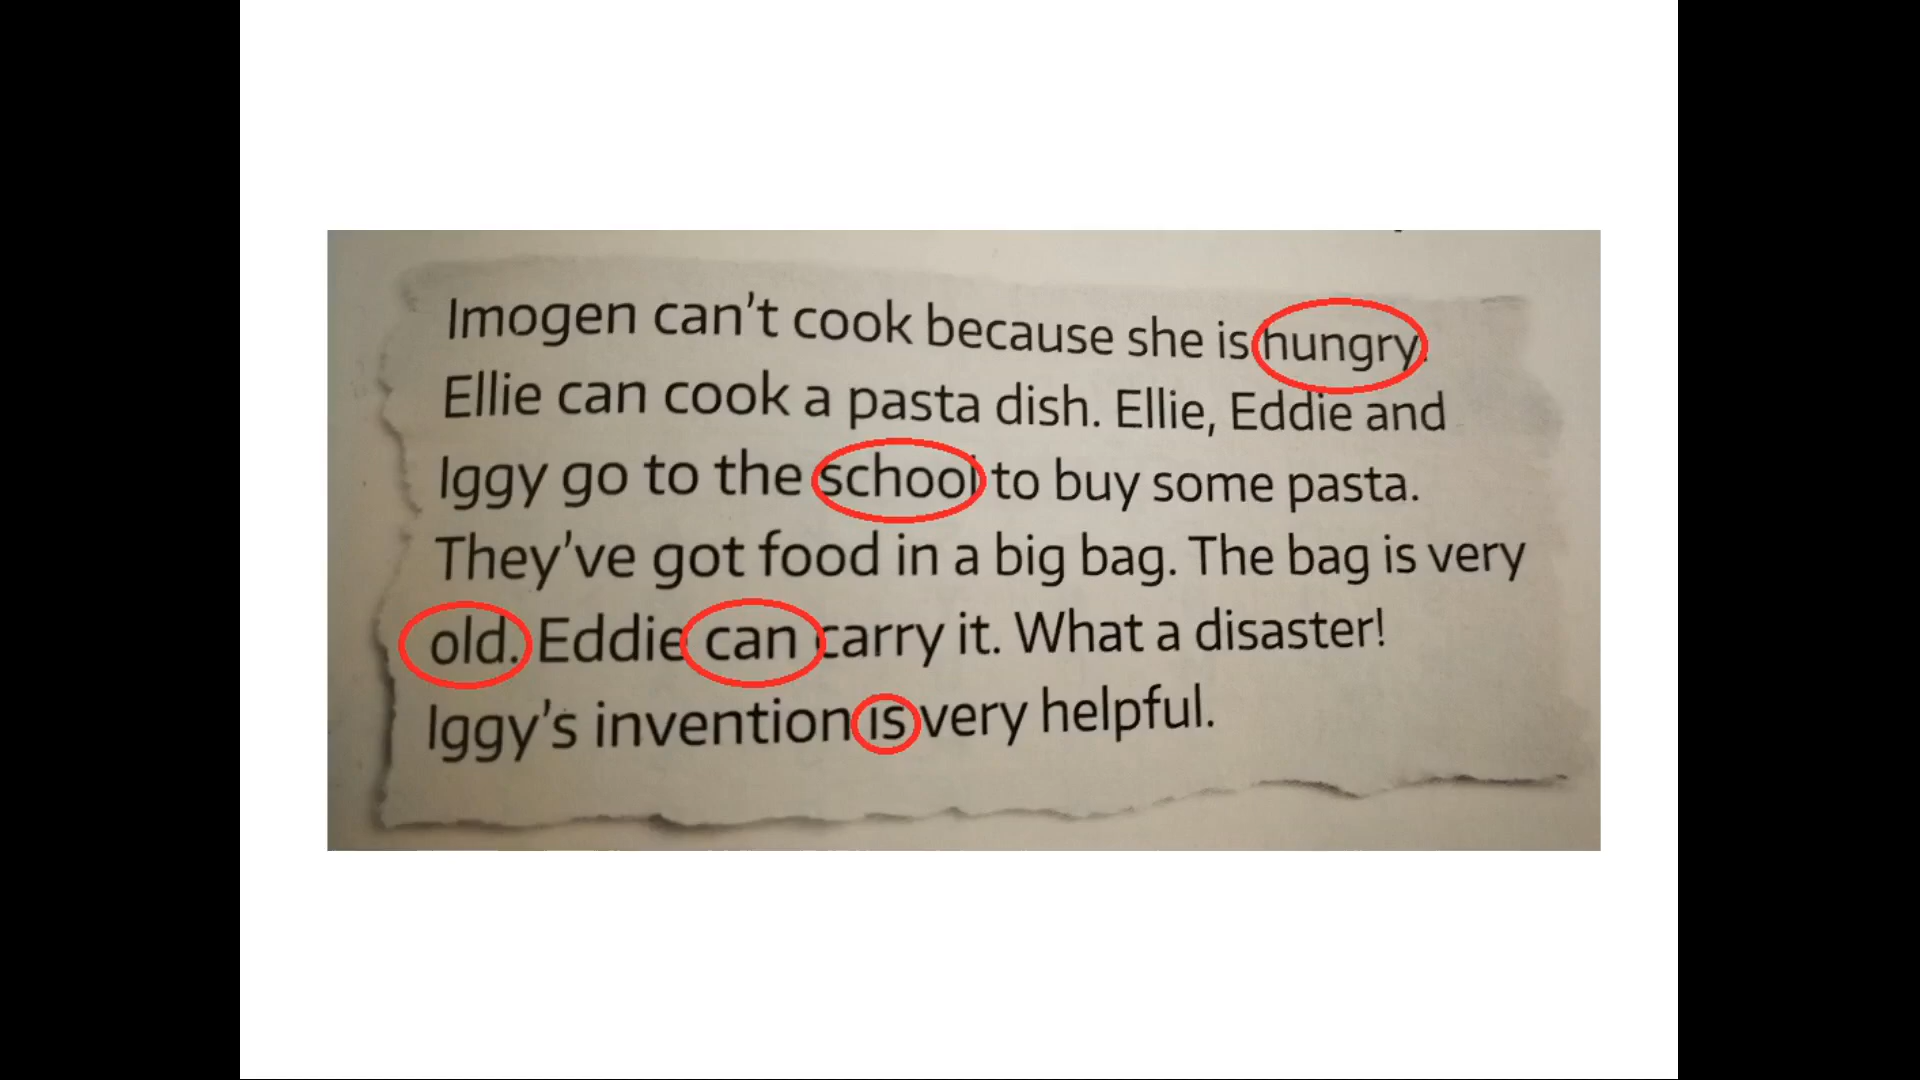 Imogen can't cook because she is hungry.
Ellie can cook a pasta dish. Ellie, Eddie and
Iggy go to the school to buy some pasta.
They've got food in a big bag. The bag is very
old. Eddie can carry it. What a disaster!
Iggy's invention is very helpful.